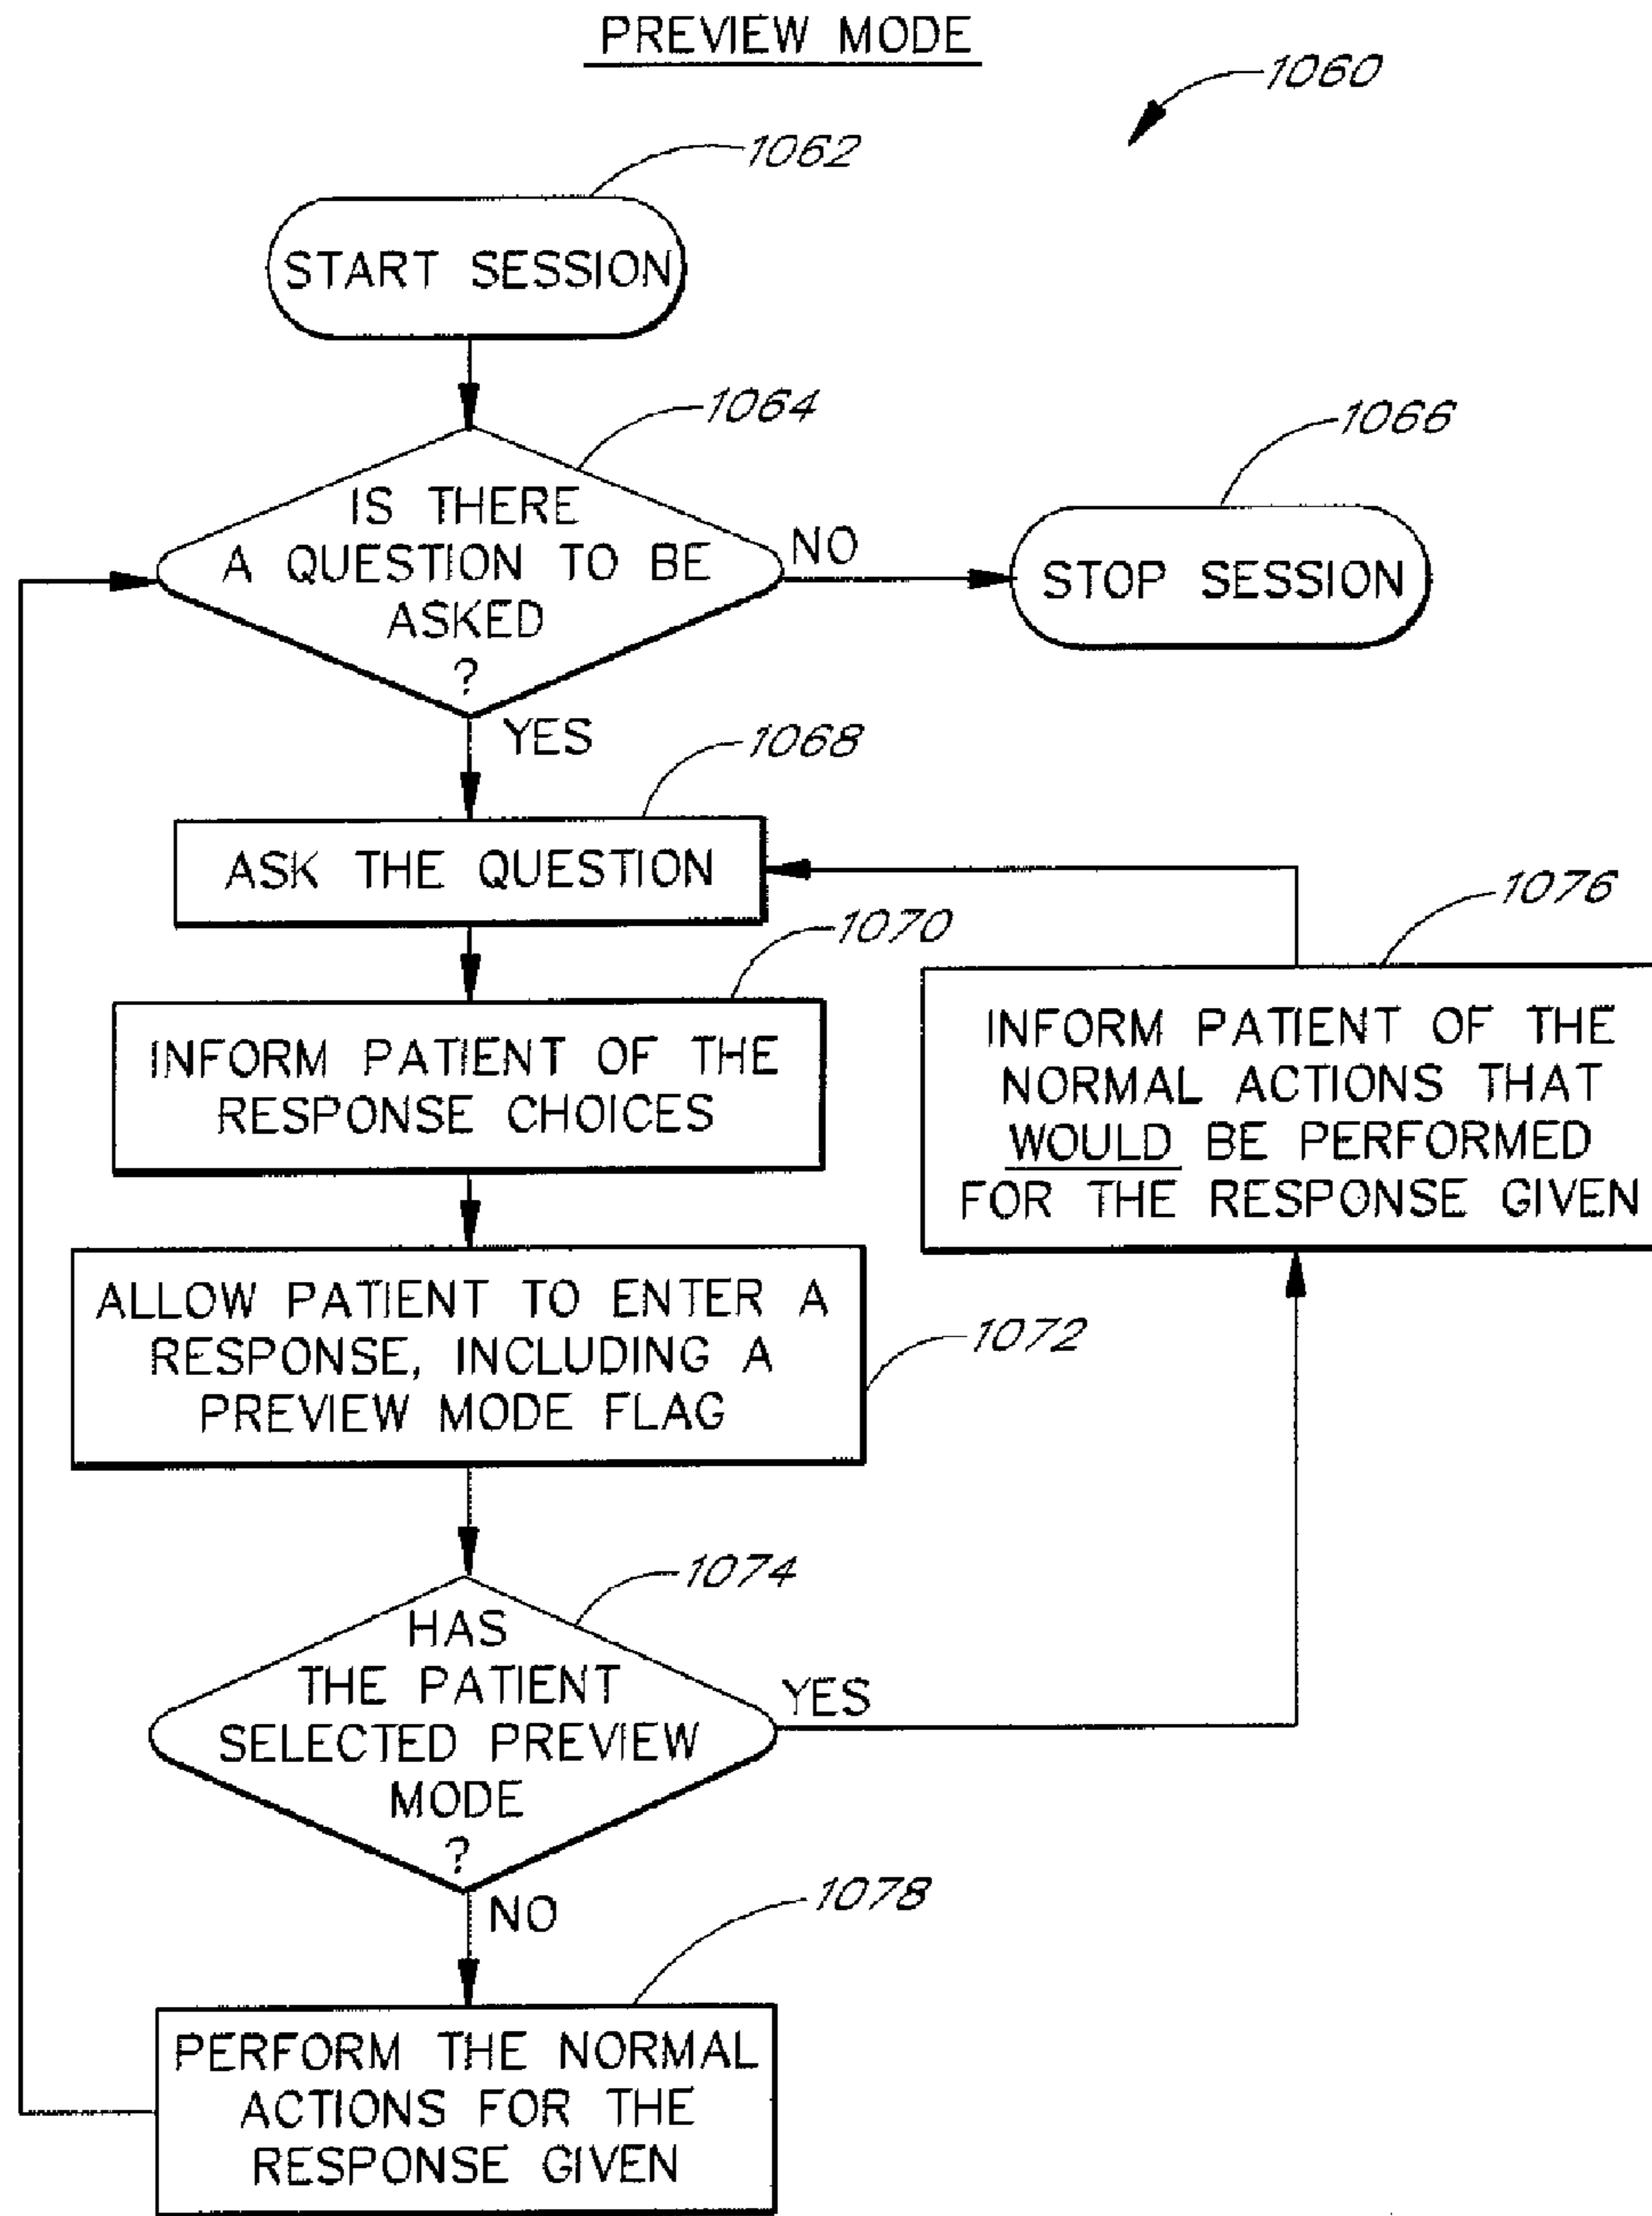 PREVIEW MODE
1060
1062
START SESSION
1064
IS THERE
A QUESTION TO BE
ASKED
?
NO
1066
STOP SESSION
YES
1068
ASK THE QUESTION
1070
INFORM PATIENT OF THE
RESPONSE CHOICES
1076
INFORM PATIENT OF THE
NORMAL ACTIONS THAT
WOULD BE PERFORMED
FOR THE RESPONSE GIVEN
ALLOW PATIENT TO ENTER A
RESPONSE, INCLUDING A
PREVIEW MODE FLAG
1072
1074
HAS
THE PATIENT
SELECTED PREVIEW
MODE
?
YES
NO
1078
PERFORM THE NORMAL
ACTIONS FOR THE
RESPONSE GIVEN